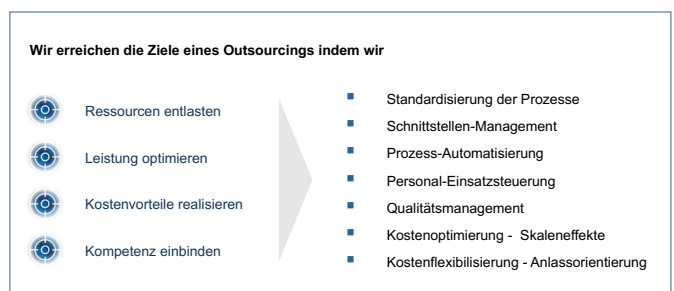 Wir erreichen die Ziele eines Outsourcings indem wir
Ressourcen entlasten
Leistung optimieren
Kostenvorteile realisieren
Kompetenz einbinden
Standardisierung der Prozesse
Schnittstellen-Management
Prozess-Automatisierung
Personal-Einsatzsteuerung
Qualitätsmanagement
Kostenoptimierung - Skaleneffekte
Kostenflexibilisierung - Anlassorientierung